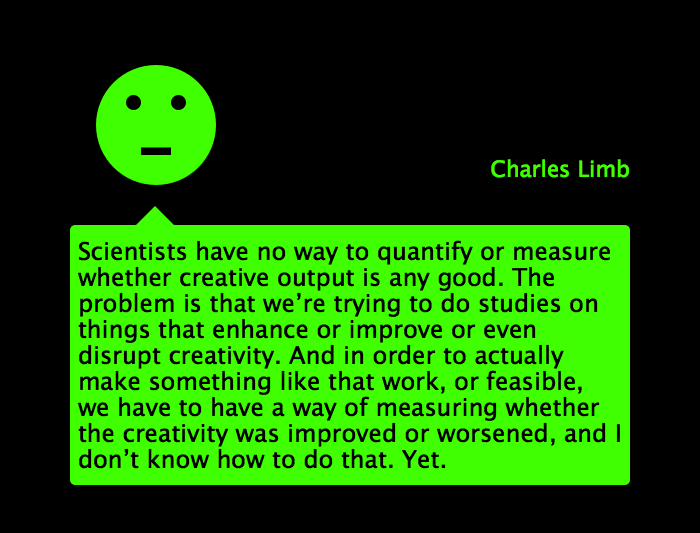 Charles Limb
Scientists have no way to quantify or measure
whether creative output is any good. The
problem is that we’re trying to do studies on
things that enhance or improve or even
disrupt creativity. And in order to actually
make something like that work, or feasible,
we have to have a way of measuring whether
the creativity was improved or worsened, and I
don’t know how to do that. Yet.